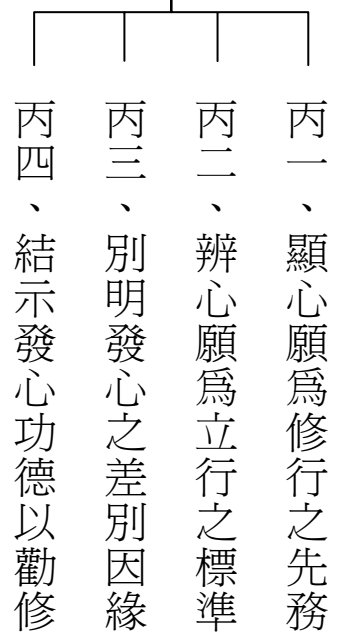 丙一、顯心願爲修行之先務
丙二、辨心願爲立行之標準
丙三、別明發心之差別因緣
丙四、結示發心功德以勸修